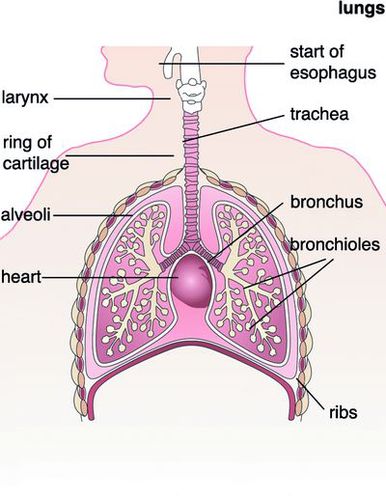 lungs
start of
esophagus
larynx
trachea
ring of
cartilage
bronchus
alveoli
bronchioles
heart
ribs